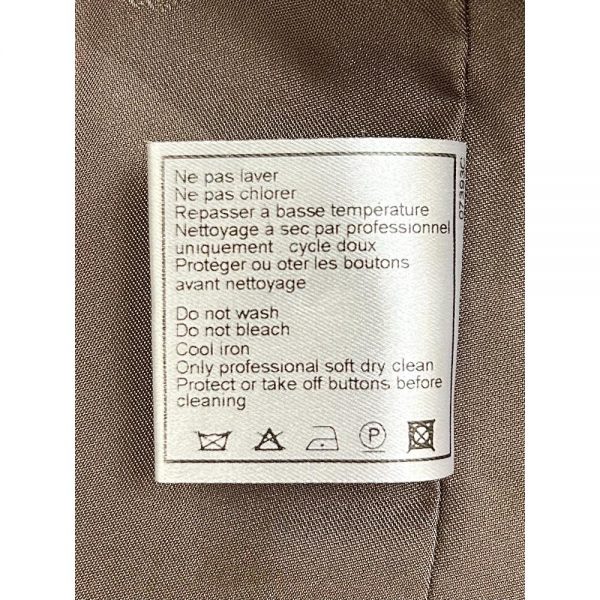 Ne pas laver
Ne pas chlorer
Repasser a basse température
Nettoyage a sec par professionnel
uniquement cycle doux
Protéger ou oter les boutons
avant nettoyage
Do not wash
Do not bleach
Cool iron
Only professional soft dry clean
Protect or take off buttons before
cleaning
P